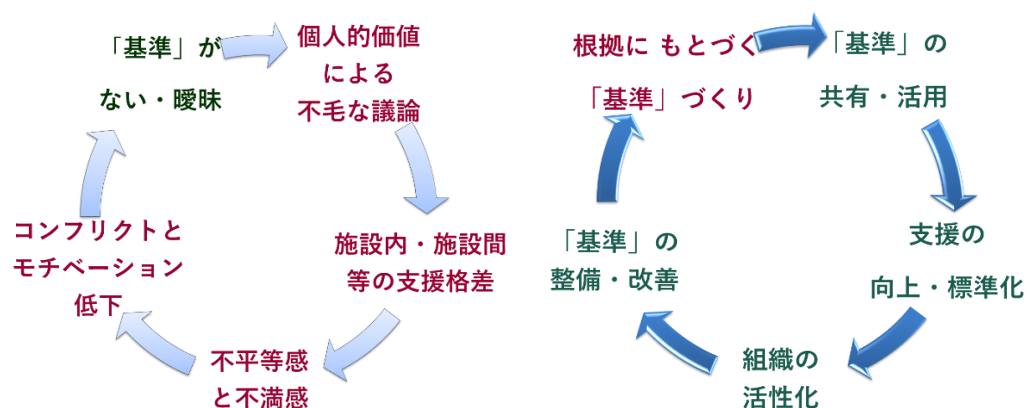 「基準」が
ない・曖昧
個人的価値
による
不毛な議論
施設内・施設間
等の支援格差
不平等感
と不満感
コンフリクトと
モチベーション
低下
根拠に もとづく
「基準」づくり
「基準」の
共有・活用
支援の
向上・標準化
組織の
活性化
「基準」の
整備・改善